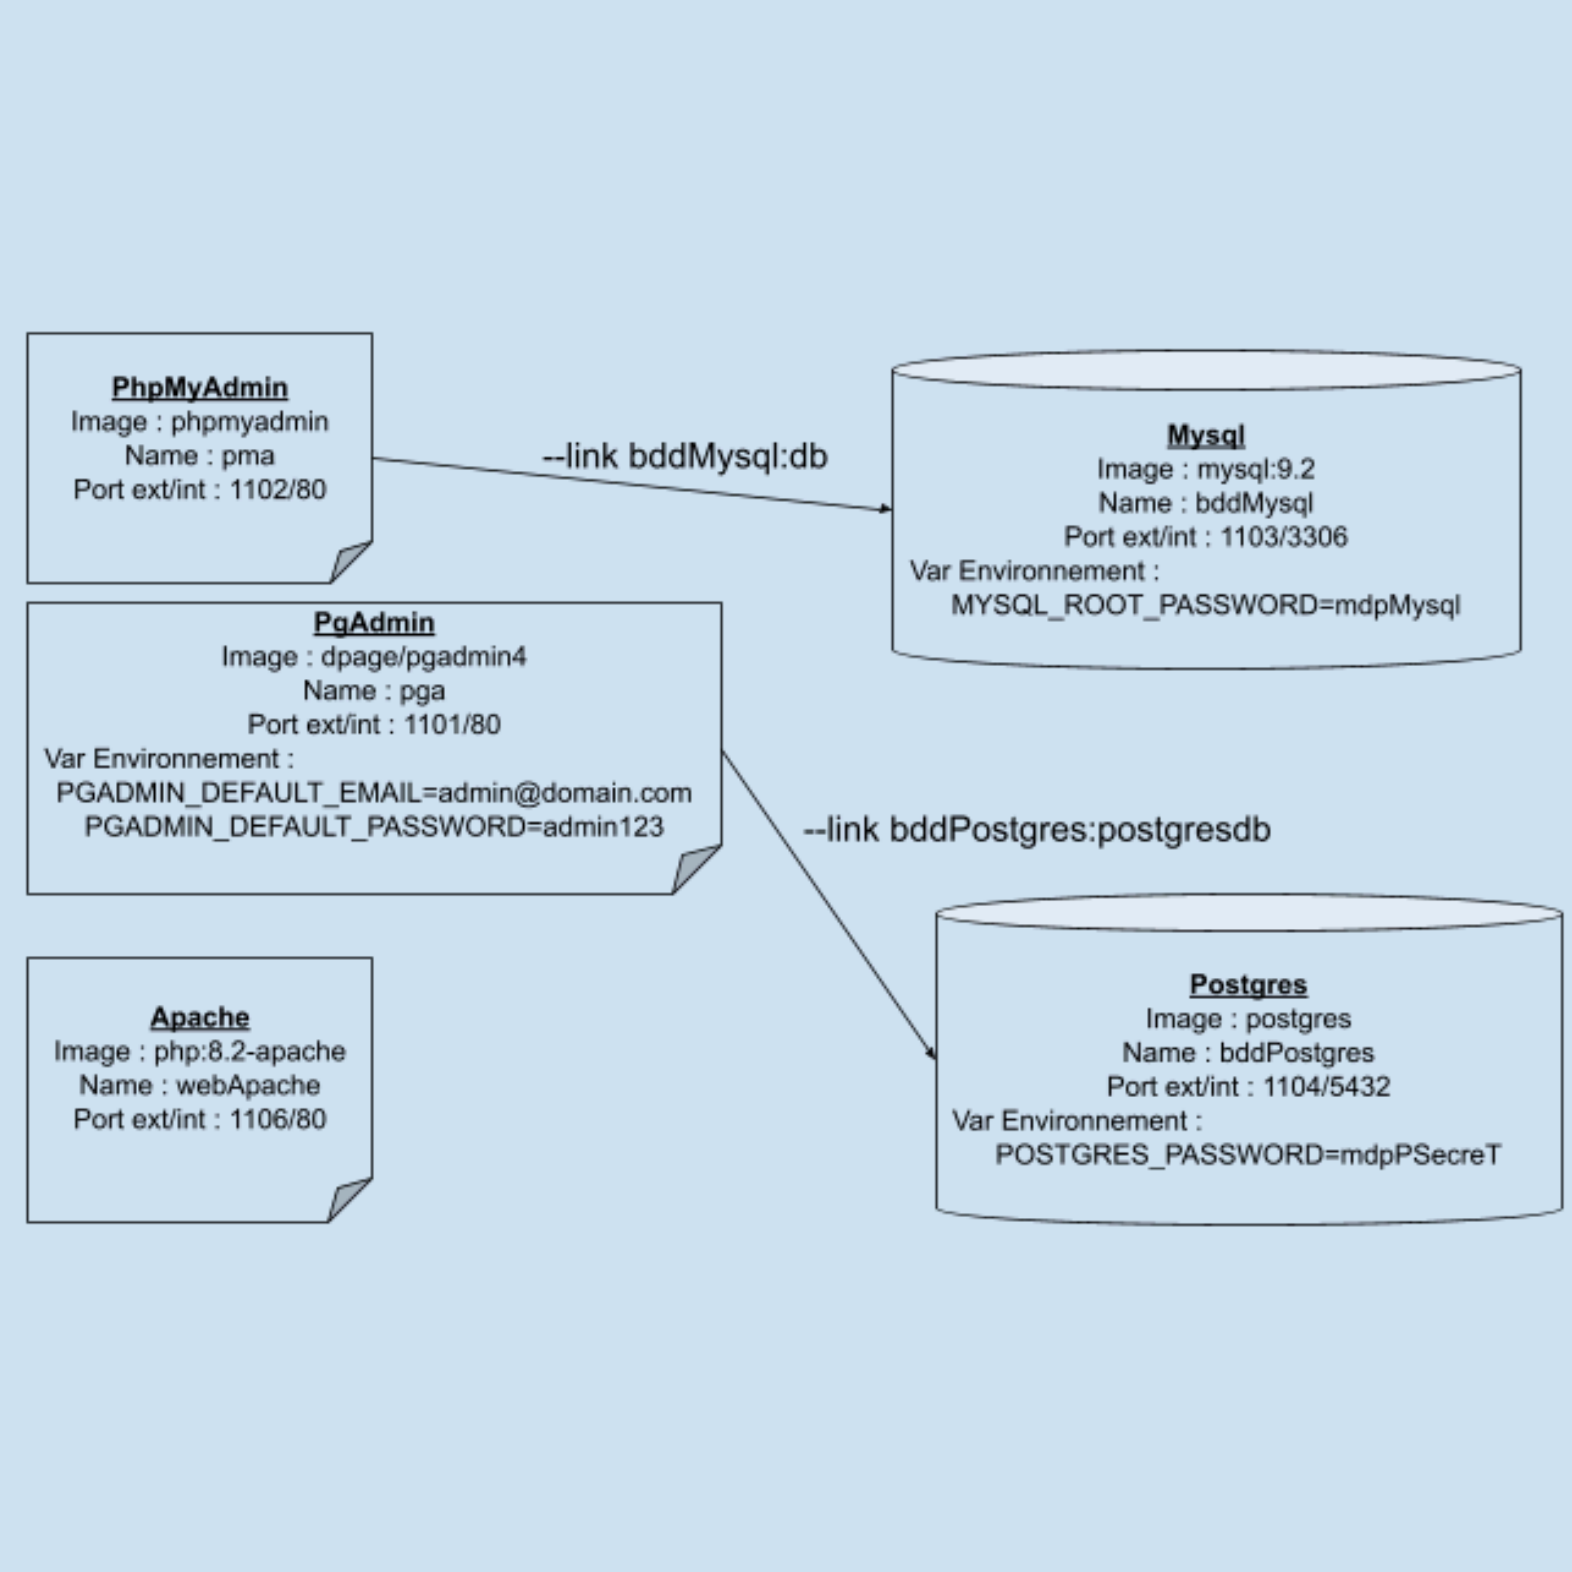 PhpMyAdmin
Image : phpmyadmin
Name : pma
Port ext/int : 1102/80
--link bddMysql:db
Mysql
Image : mysql:9.2
Name : bddMysql
Port ext/int : 1103/3306
Var Environnement :
MYSQL_ROOT_PASSWORD=mdpMysql
PgAdmin
Image : dpage/pgadmin4
Name : pga
Port ext/int : 1101/80
Var Environnement :
PGADMIN_DEFAULT_EMAIL=admin@domain.com
PGADMIN_DEFAULT_PASSWORD=admin123
--link bddPostgres:postgresdb
Apache
Image : php:8.2-apache
Name : webApache
Port ext/int : 1106/80
Postgres
Image : postgres
Name : bddPostgres
Port ext/int : 1104/5432
Var Environnement :
POSTGRES_PASSWORD=mdpPSecreT